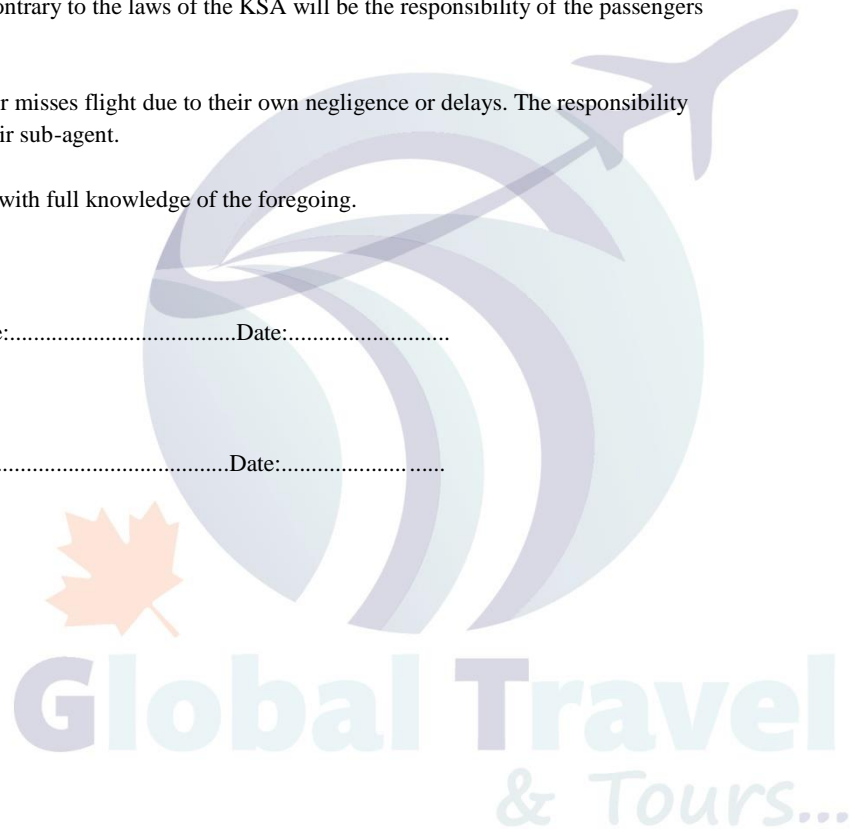 ontrary to the laws of the KSA will be the responsibility of the passengers
r misses flight due to their own negligence or delays. The responsibility
ir sub-agent.
with full knowledge of the foregoing.
e:......................................Date:...........................
.......................................Date:...........................
Global Travel
& Tours...